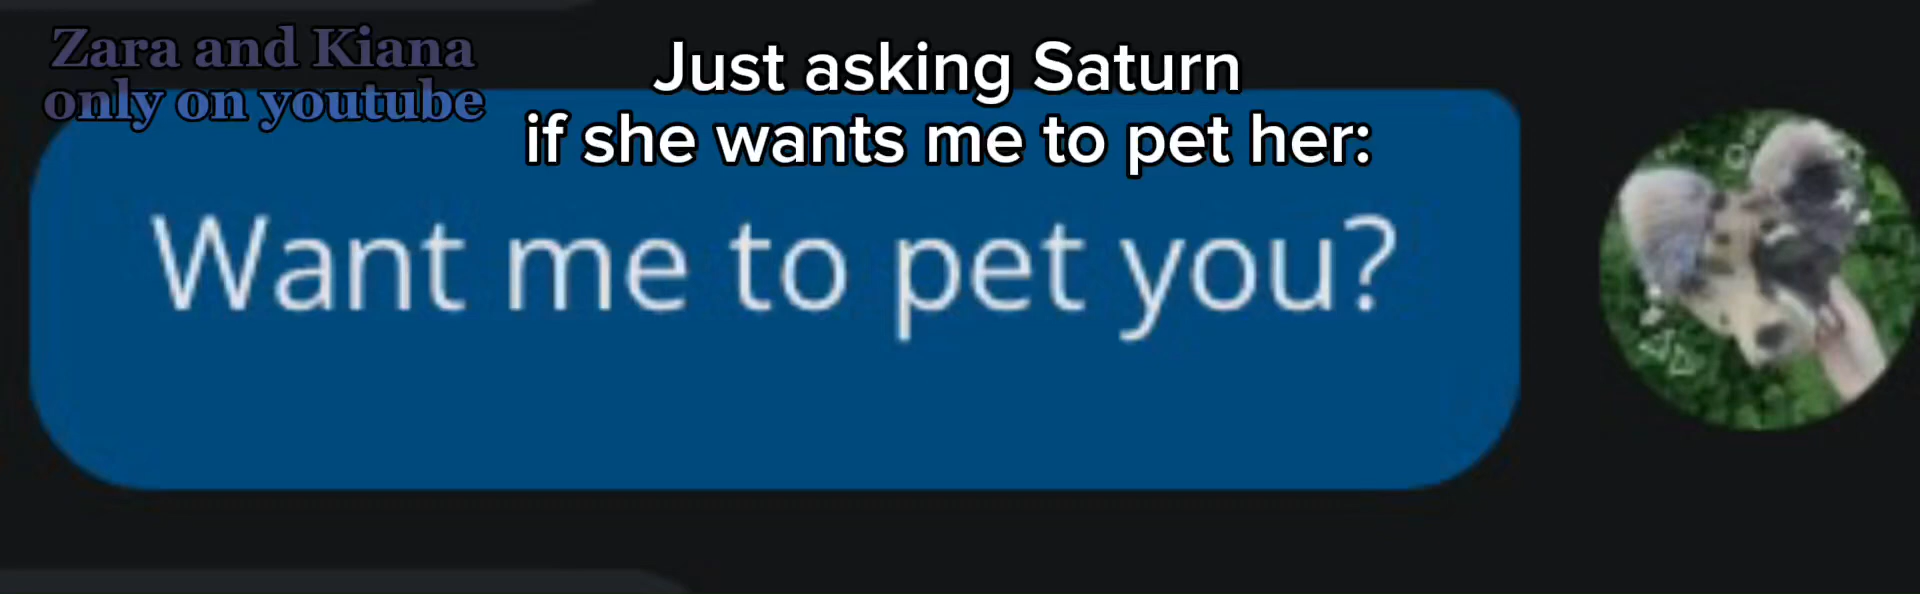 Zara and Kiana
only on youtube
Just asking Saturn
if she wants me to pet her:
Want me to pet you?